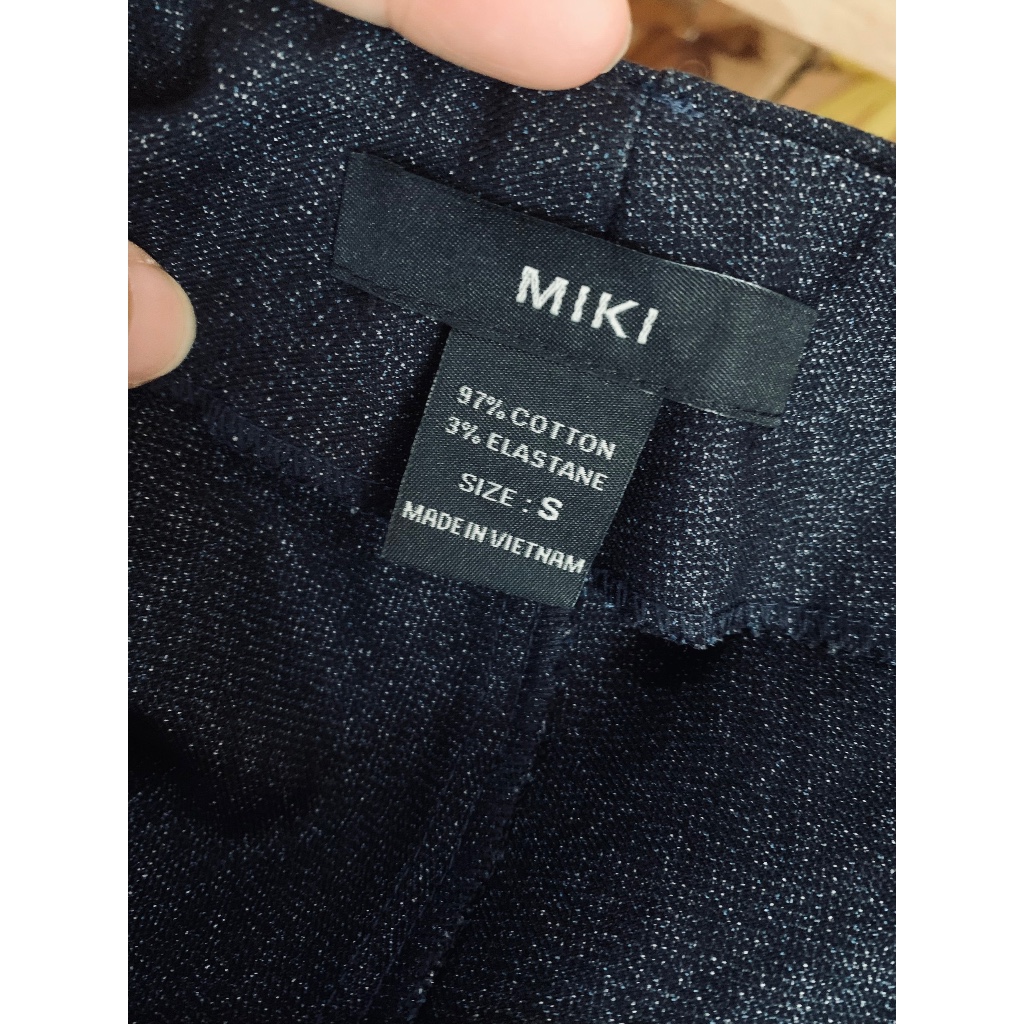 MIKI
97% COTTON
3% ELASTANE
SIZE : S
MADE IN VIETNAM